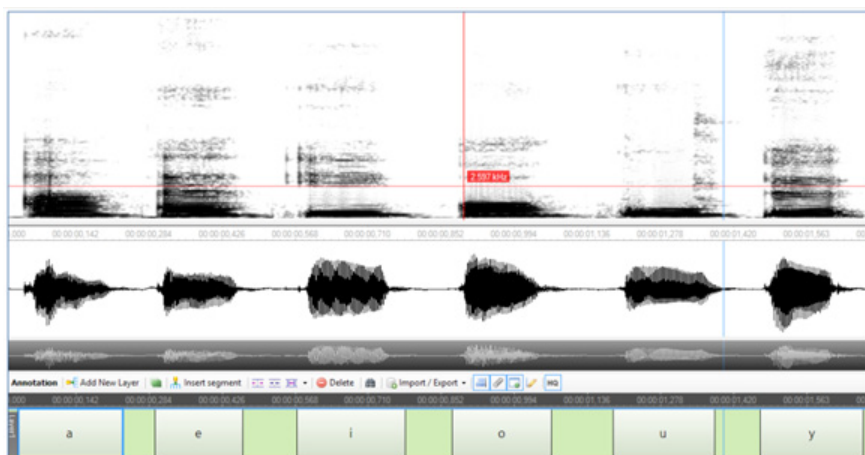 2.597 kHz
.000 00:00:00,142 00:00:00,284 00:00:00,426 00:00:00,568 00:00:00,710 00:00:00,852 00:00:00,994 00:00:01,136 00:00:01,278 00:00:01,420 00:00:01,563
Annotation Add New Layer Insert segment Delete Import / Export HQ
.000 00:00:00,142 00:00:00,284 00:00:00,426 00:00:00,568 00:00:00,710 00:00:00,852 00:00:00,994 00:00:01,136 00:00:01,278 00:00:01,420 00:00:01,563
a e i o u y